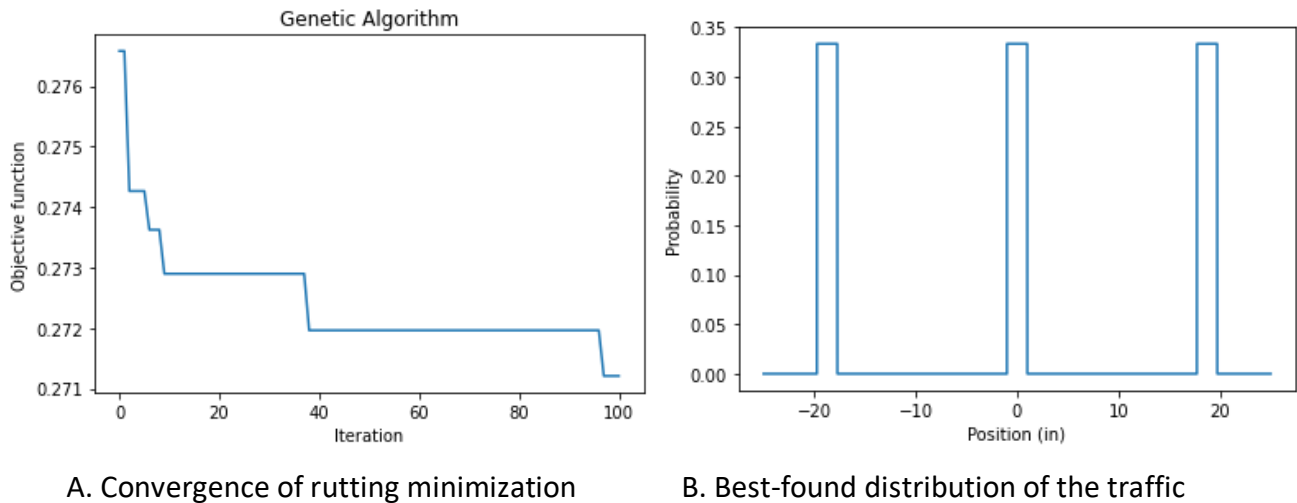 Genetic Algorithm
0.276
0.275
0.274
0.273
0.272
0.271
Objective function
0 20 40 60 80 100
Iteration
0.35
0.30
0.25
0.20
0.15
0.10
0.05
0.00
Probability
−20 −10 0 10 20
Position (in)
A. Convergence of rutting minimization
B. Best-found distribution of the traffic